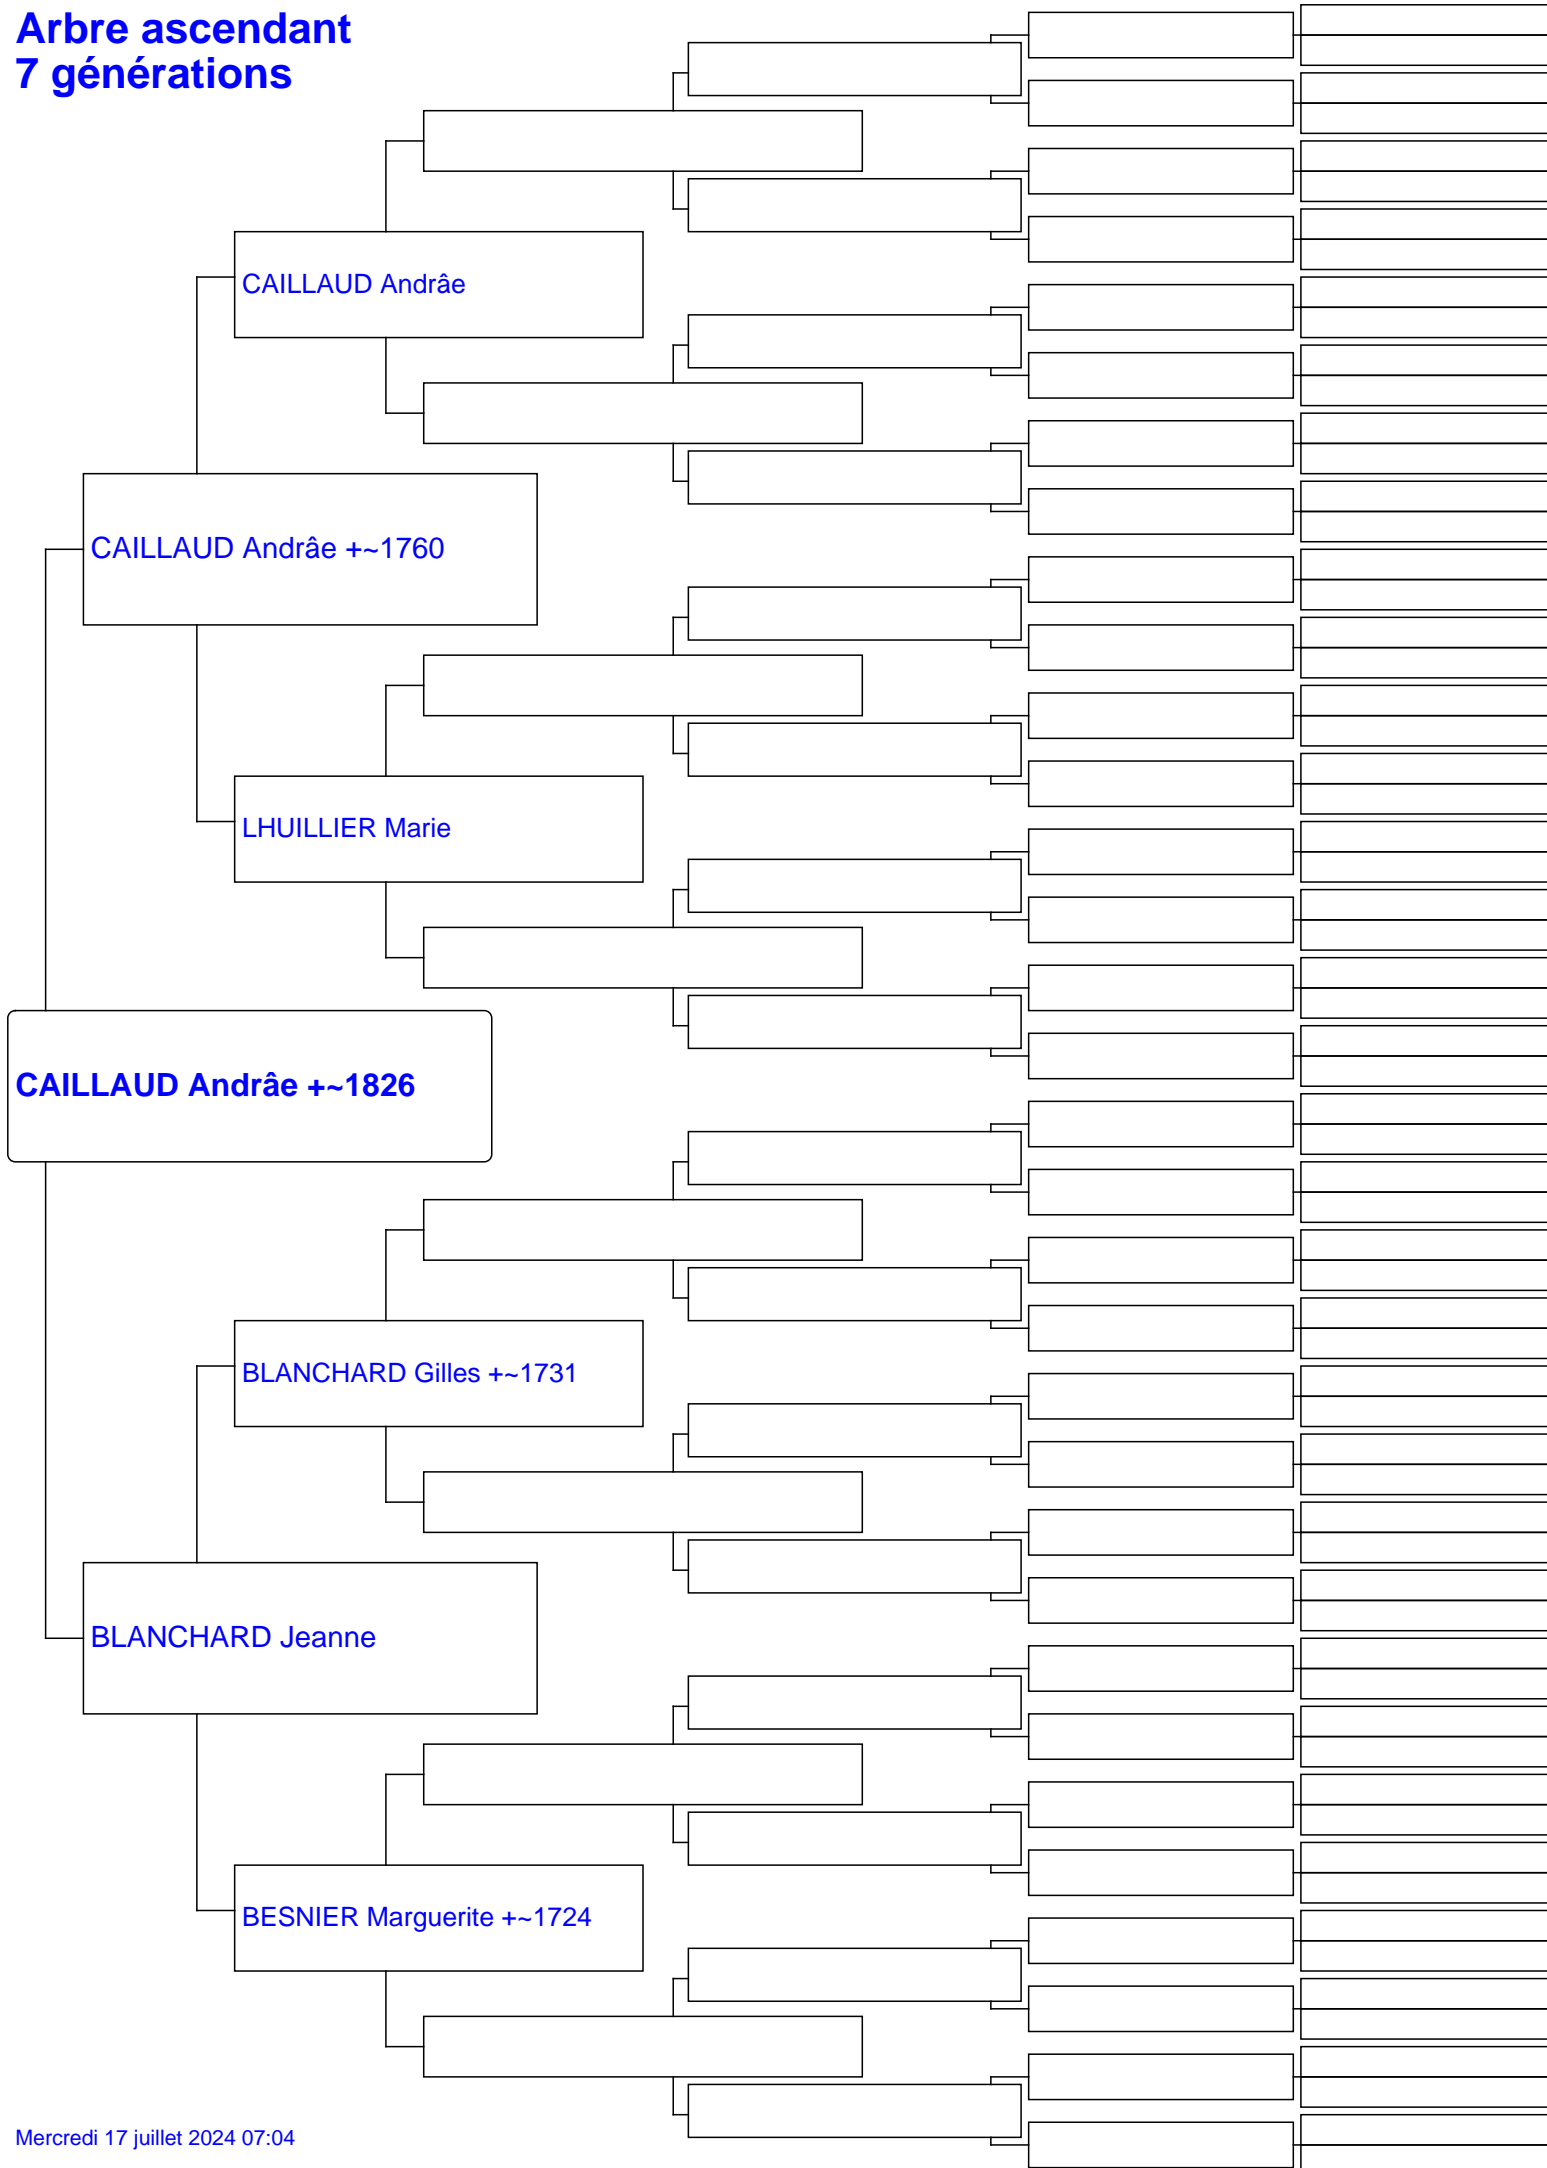 Arbre ascendant
7 générations
CAILLAUD Andrâe
CAILLAUD Andrâe +~1760
LHUILLIER Marie
CAILLAUD Andrâe +~1826
BLANCHARD Gilles +~1731
BLANCHARD Jeanne
BESNIER Marguerite +~1724
Mercredi 17 juillet 2024 07:04